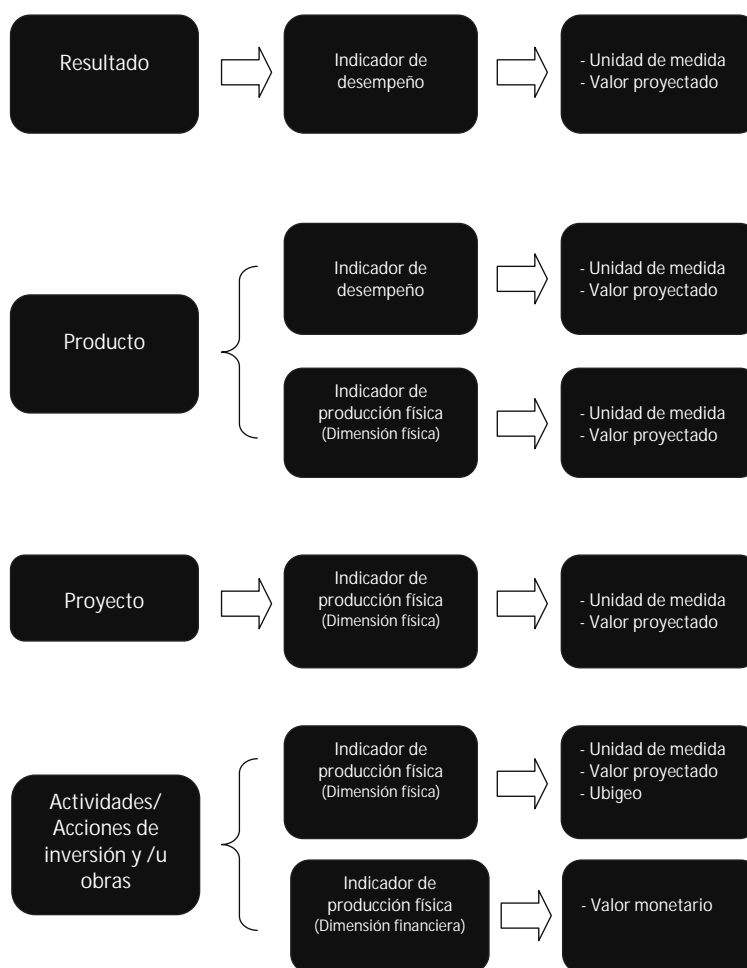 Resultado
Indicador de
desempeño
- Unidad de medida
- Valor proyectado
Producto
Indicador de
desempeño
- Unidad de medida
- Valor proyectado
Indicador de
producción física
(Dimensión física)
- Unidad de medida
- Valor proyectado
Proyecto
Indicador de
producción física
(Dimensión física)
- Unidad de medida
- Valor proyectado
Actividades/
Acciones de
inversión y /u
obras
Indicador de
producción física
(Dimensión física)
- Unidad de medida
- Valor proyectado
- Ubigeo
Indicador de
producción física
(Dimensión financiera)
- Valor monetario